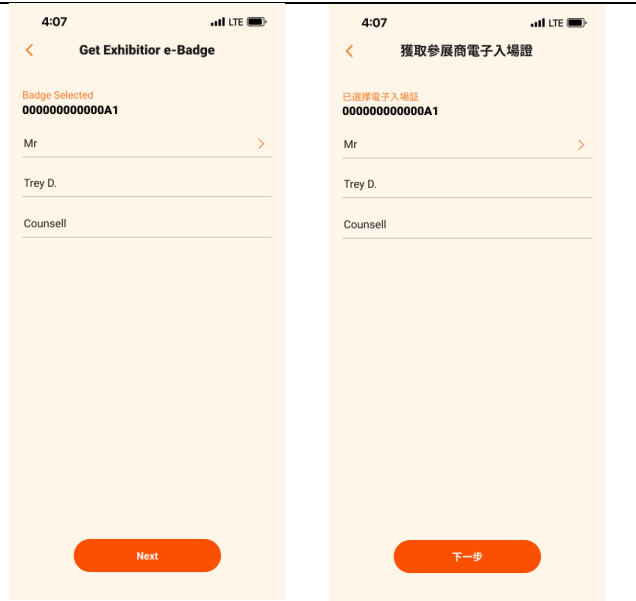 4:07
LTE
Get Exhibitior e-Badge
Badge Selected
000000000000A1
Mr
Trey D.
Counsell
Next
4:07
LTE
獲取參展商電子入場證
已選擇電子入場証
000000000000A1
Mr
Trey D.
Counsell
下一步